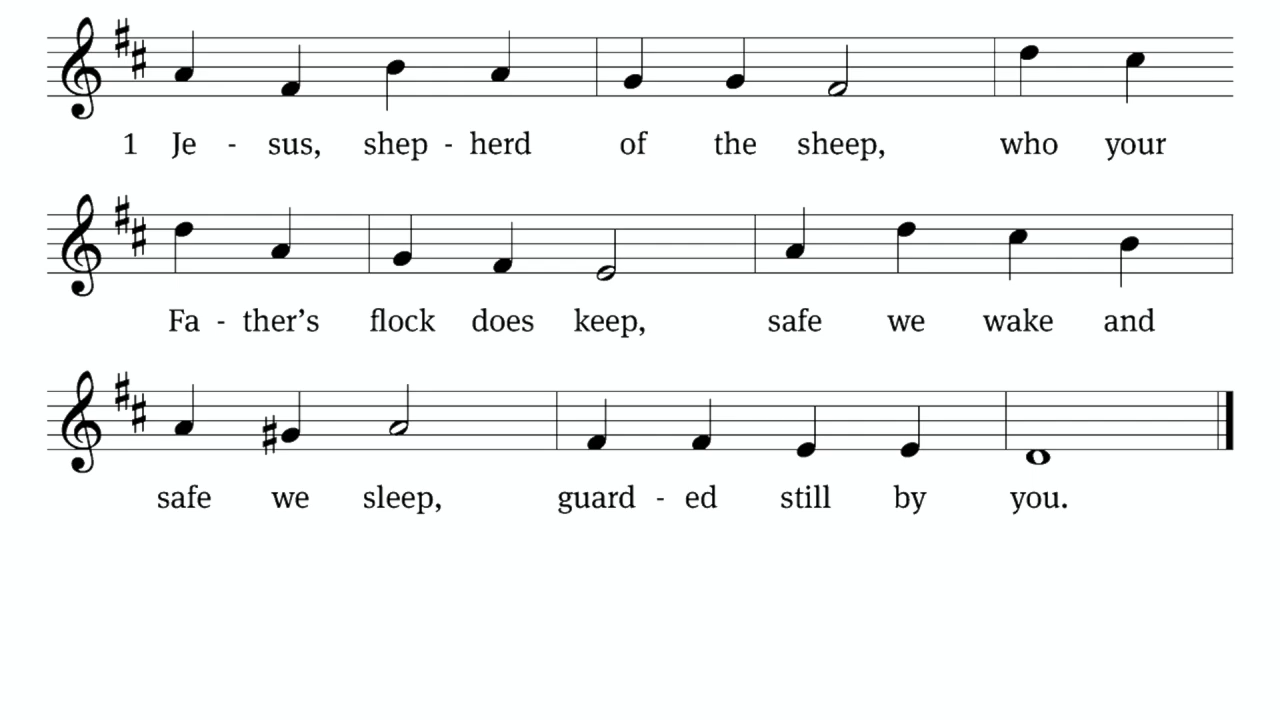 1 Je - sus, shep - herd of the sheep, who your
Fa - ther’s flock does keep, safe we wake and
safe we sleep, guard - ed still by you.